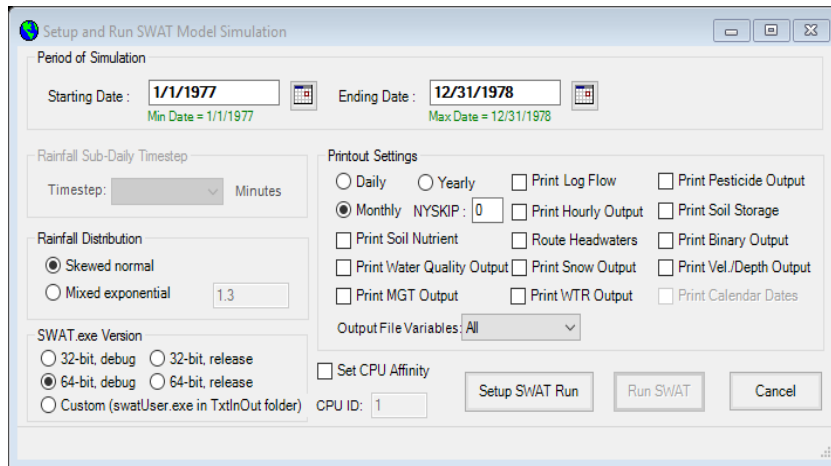 Setup and Run SWAT Model Simulation
Period of Simulation
Starting Date : 1/1/1977 Ending Date : 12/31/1978
Min Date = 1/1/1977 Max Date = 12/31/1978
Rainfall Sub-Daily Timestep
Timestep: Minutes
Rainfall Distribution
Skewed normal
Mixed exponential 1.3
SWAT.exe Version
32-bit, debug 32-bit, release
64-bit, debug 64-bit, release
Custom (swatUser.exe in TxtInOut folder)
Printout Settings
Daily Yearly Print Log Flow Print Pesticide Output
Monthly NYSKIP : 0 Print Hourly Output Print Soil Storage
Print Soil Nutrient Route Headwaters Print Binary Output
Print Water Quality Output Print Snow Output Print Vel./Depth Output
Print MGT Output Print WTR Output Print Calendar Dates
Output File Variables: All
Set CPU Affinity
CPU ID: 1
Setup SWAT Run Run SWAT Cancel